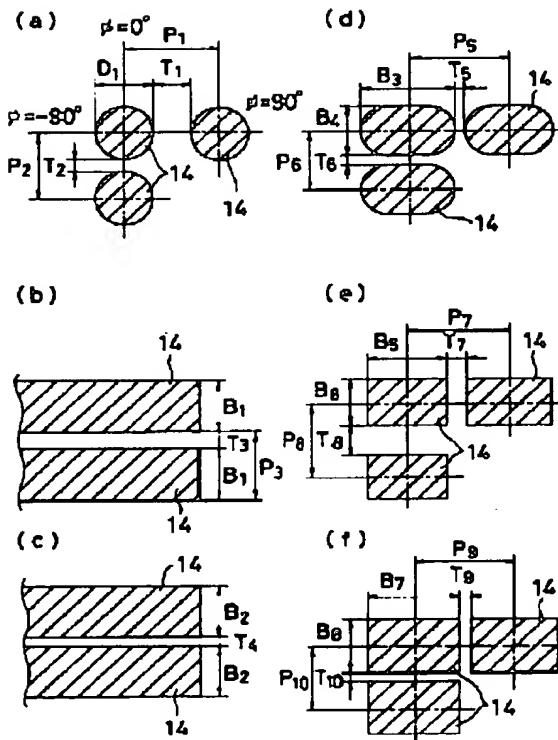 (a)
ϕ=0°
P1
D1
T1
ϕ=-90°
ϕ=90°
P2
T2
14
14
(b)
14
B1
T3
B1
P3
14
(c)
14
B2
T4
B2
14
(d)
P5
B3
T5
14
B4
P6
T6
14
(e)
P7
B5
T7
14
B6
P8
T8
14
(f)
P9
B7
T9
14
B8
P10
T10
14